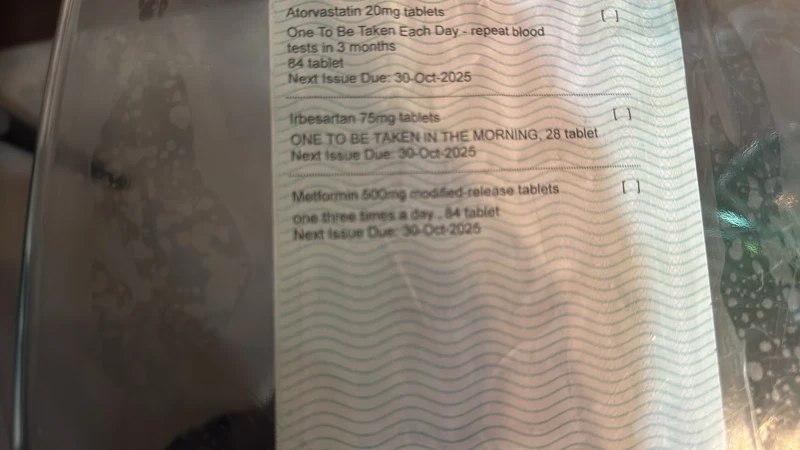 Atorvastatin 20mg tablets [ ]
One To Be Taken Each Day - repeat blood
tests in 3 months
84 tablet
Next Issue Due: 30-Oct-2025
Irbesartan 75mg tablets [ ]
ONE TO BE TAKEN IN THE MORNING, 28 tablet
Next Issue Due: 30-Oct-2025
Metformin 500mg modified-release tablets [ ]
one three times a day , 84 tablet
Next Issue Due: 30-Oct-2025